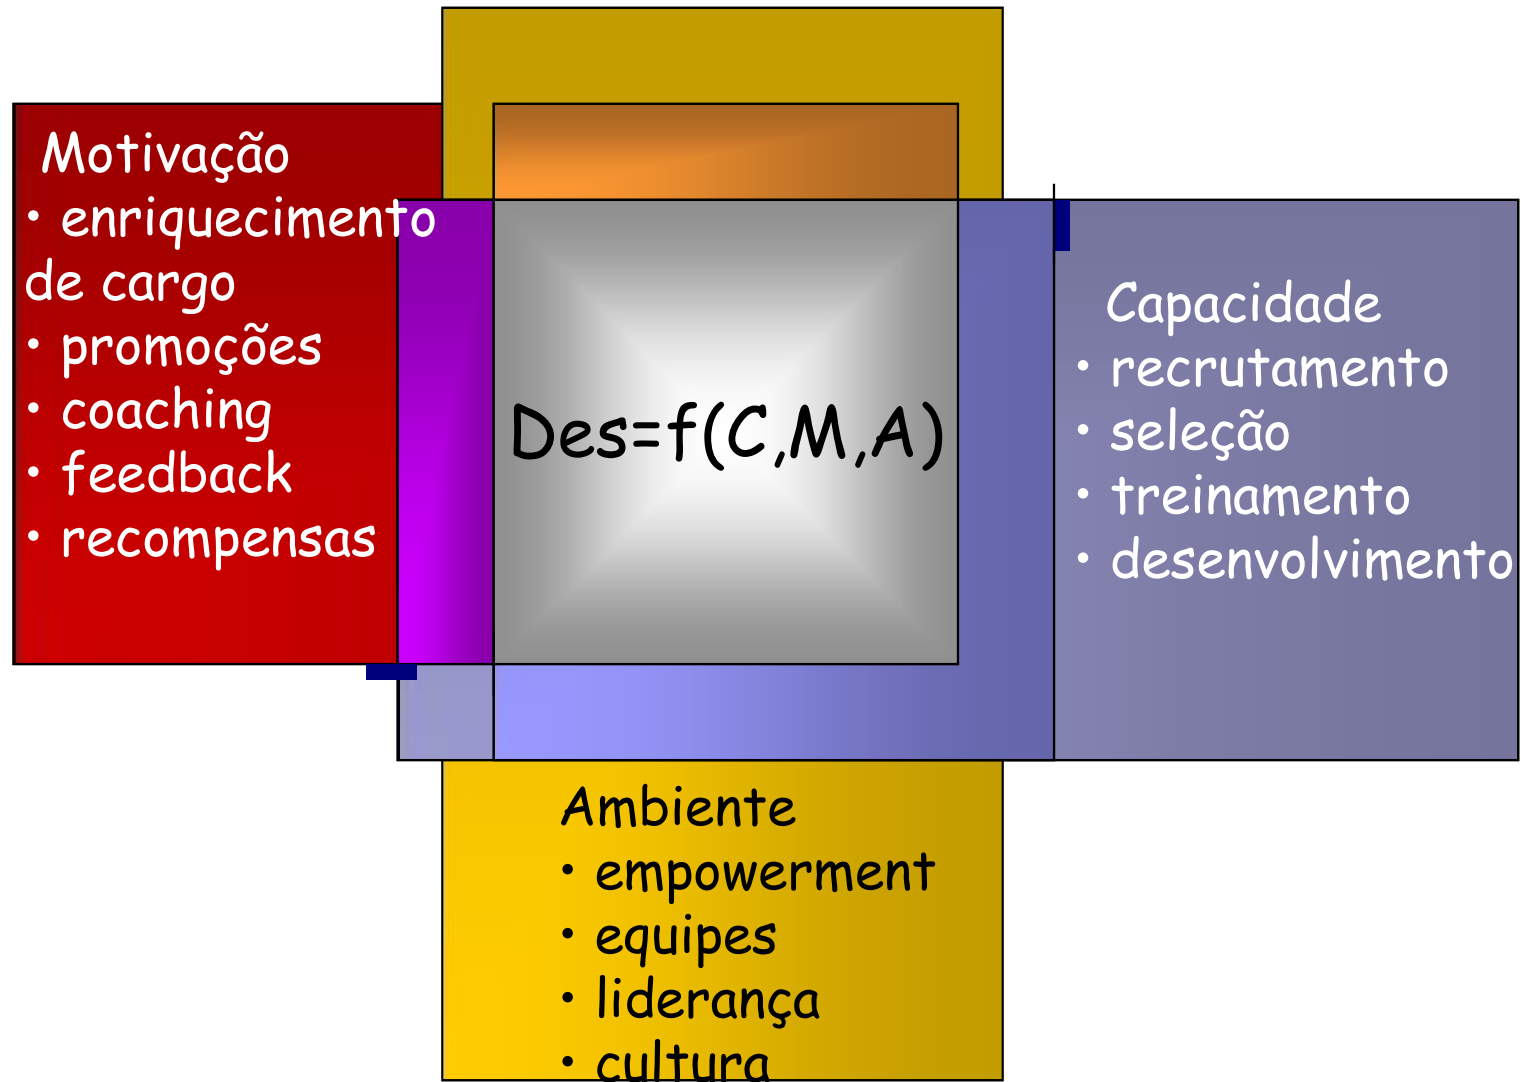 Motivação
• enriquecimento
de cargo
• promoções
• coaching
• feedback
• recompensas
Des=f(C,M,A)
Capacidade
• recrutamento
• seleção
• treinamento
• desenvolvimento
Ambiente
• empowerment
• equipes
• liderança
• cultura